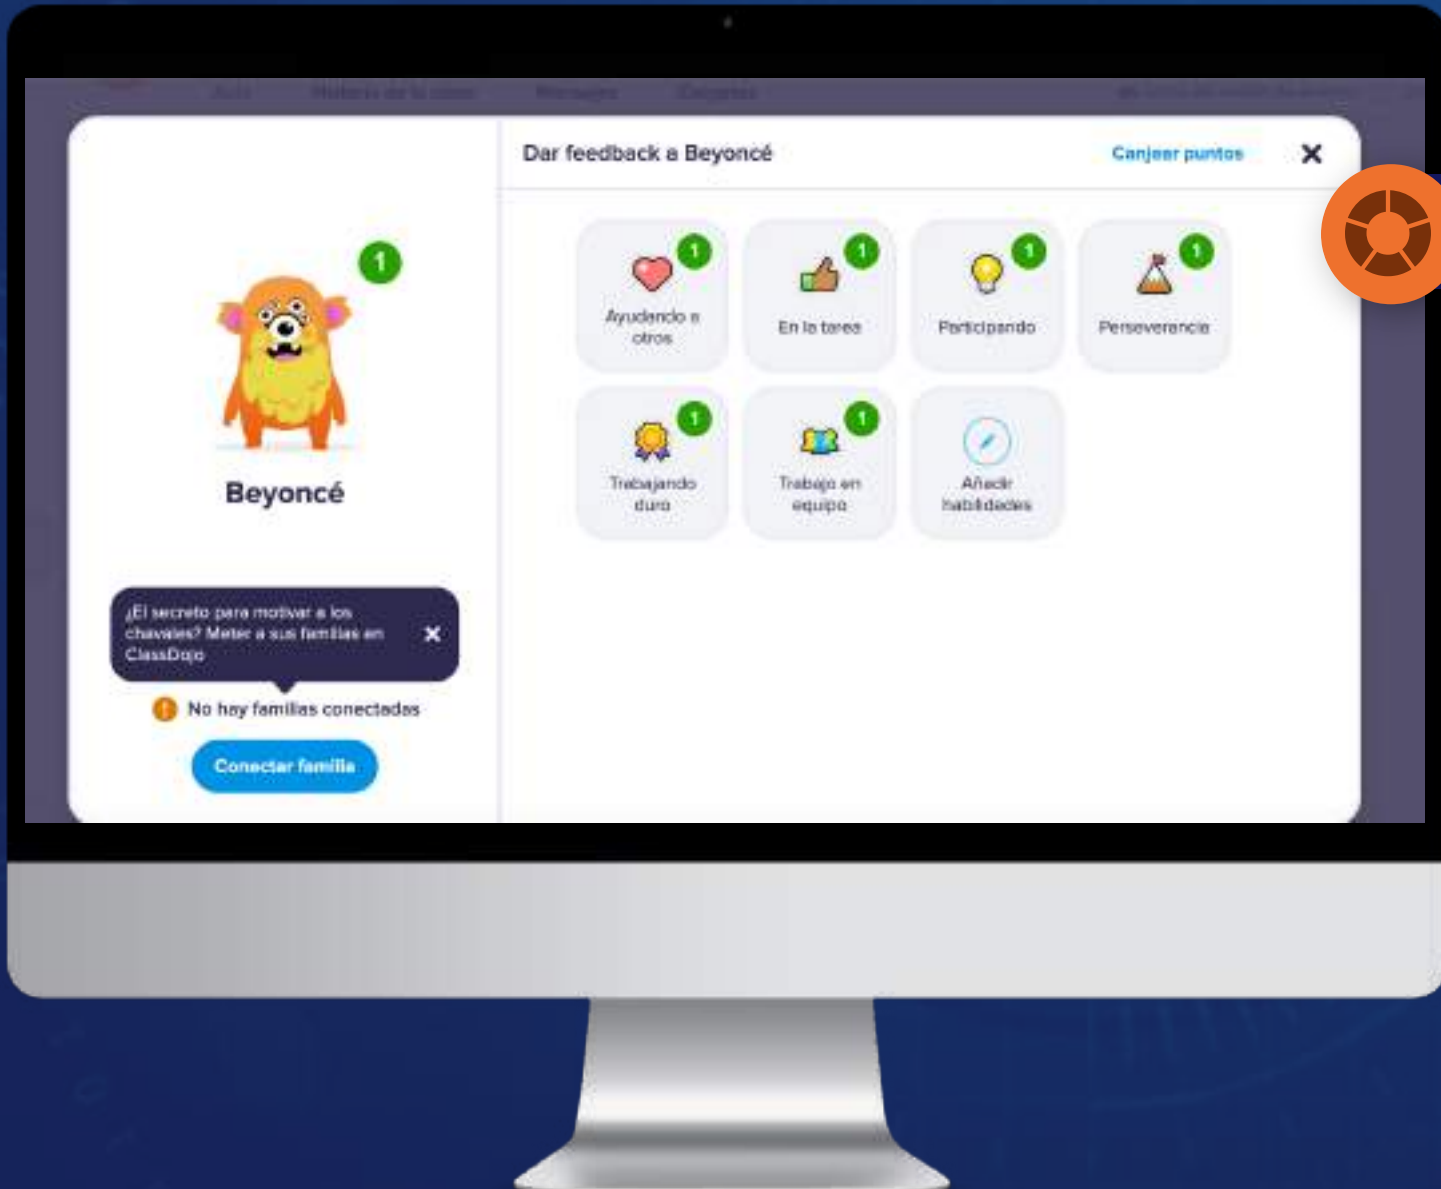 Dar feedback a Beyoncé
Canjear puntos
1
Beyoncé
1
Ayudando a
otros
1
En la tarea
1
Participando
1
Perseverancia
1
Trabajando
duro
1
Trabajo en
equipo
Añadir
habilidades
¿El secreto para motivar a los
chavales? Meter a sus familias en
ClassDojo
No hay familias conectadas
Conectar familia